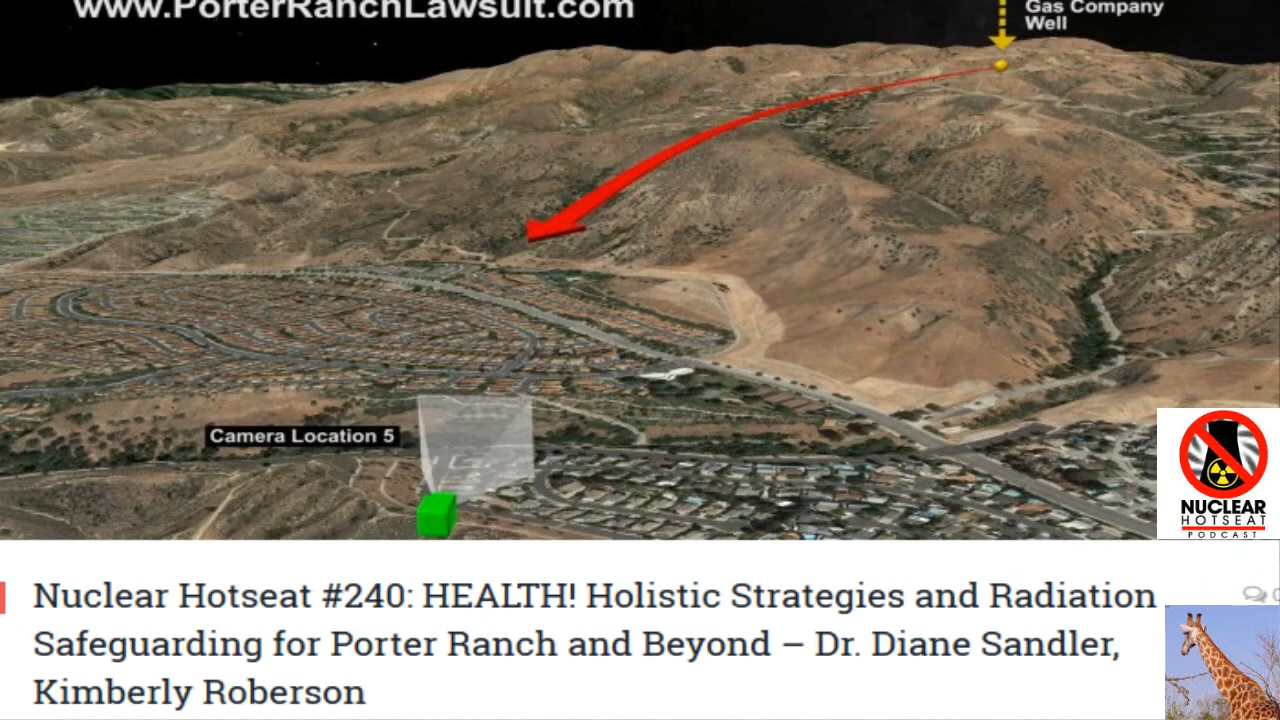 www.PorterRanchLawsuit.com
Gas Company
Well
Camera Location 5
NUCLEAR
HOTSEAT
PODCAST
Nuclear Hotseat #240: HEALTH! Holistic Strategies and Radiation
Safeguarding for Porter Ranch and Beyond – Dr. Diane Sandler,
Kimberly Roberson